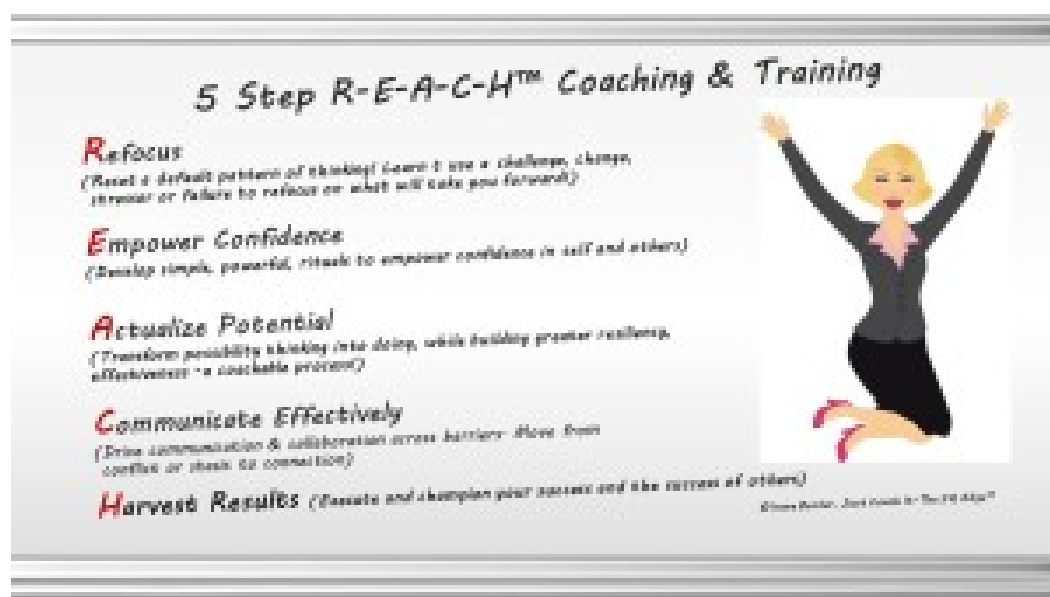 5 Step R-E-A-C-H™ Coaching & Training
Refocus
(Reset a default pattern of thinking! Learn t use a challenge, change,
stressor or failure to refocus on what will take you forward!)
Empower Confidence
(Develop simple, powerful, rituals to empower confidence in self and others)
Actualize Potential
(Transform possibility thinking into doing, while building greater resiliency,
effectiveness - a coachable process)
Communicate Effectively
(Drive communication & collaboration across barriers- Move from
conflict or stasis to connection)
Harvest Results (Execute and champion your success and the success of others)